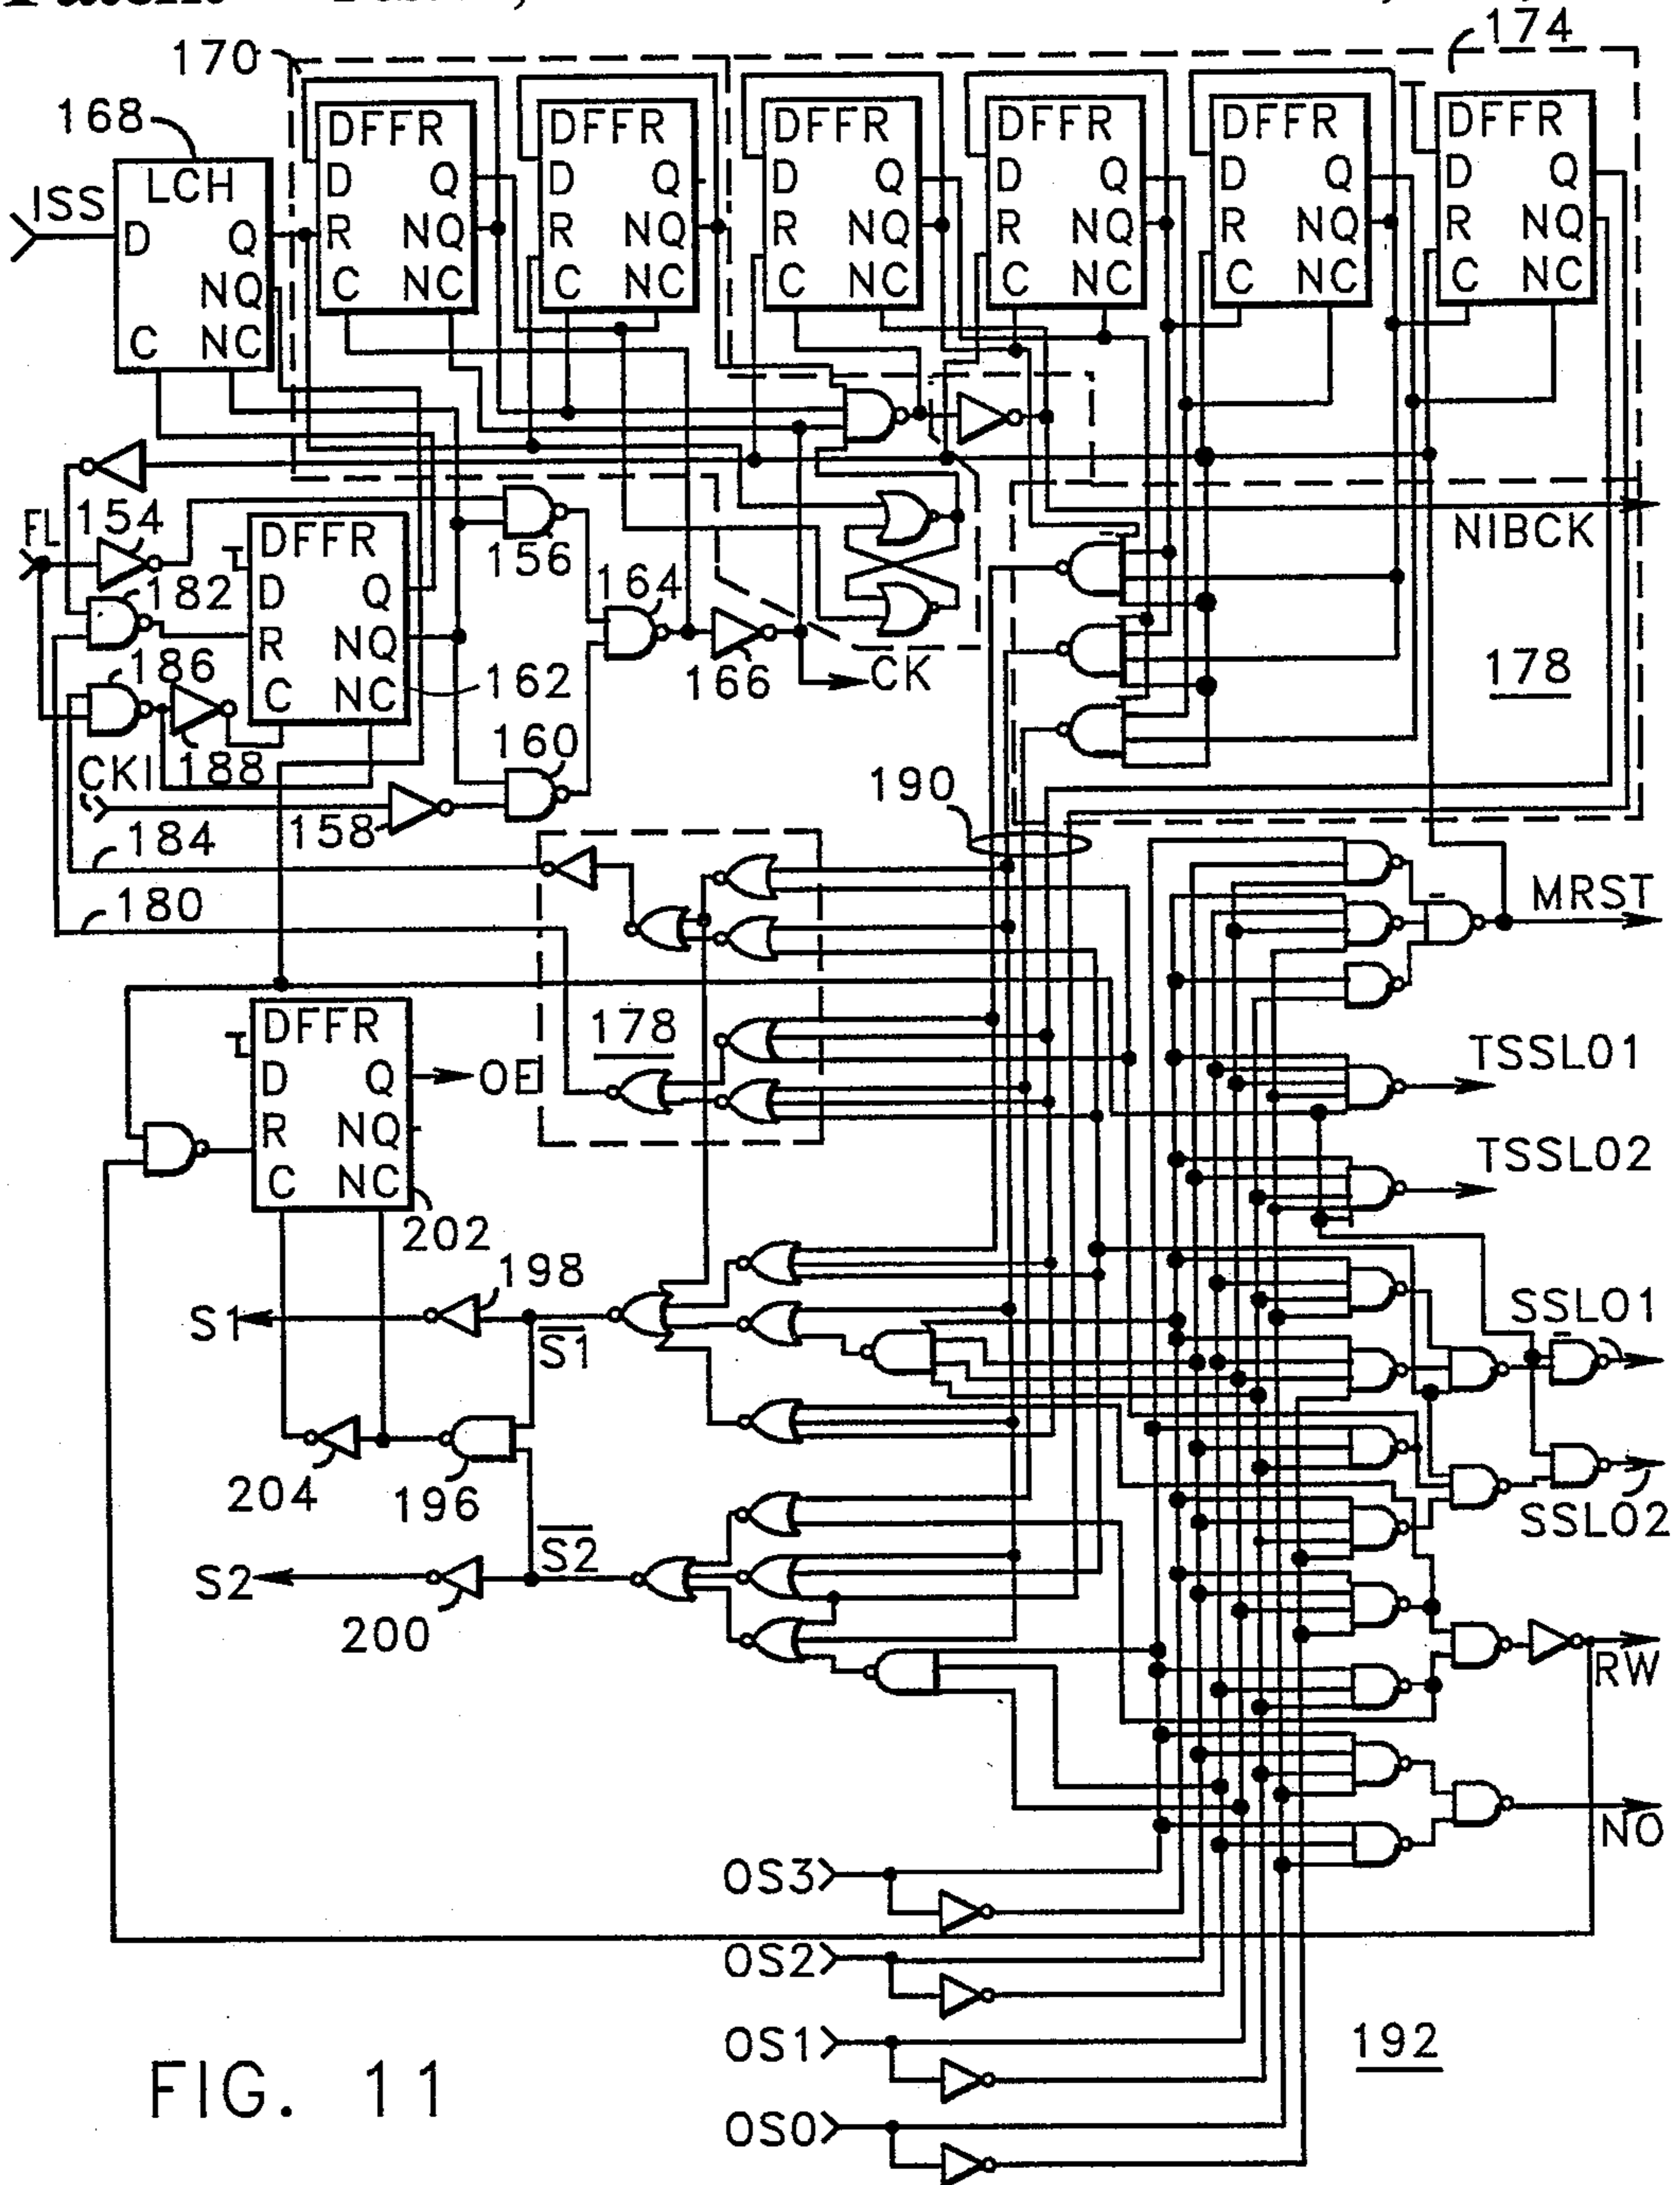 170
174
168
LCH
ISS
D Q
NQ
C NC
DFFR
D Q
R NQ
C NC
DFFR
D Q
R NQ
C NC
DFFR
D Q
R NQ
C NC
DFFR
D Q
R NQ
C NC
DFFR
D Q
R NQ
C NC
DFFR
D Q
R NQ
C NC
FL
154
156
NIBCK
DFFR
D Q
R NQ
C NC
182
164
186
162
166
CK
178
188
160
CKI
158
190
184
180
MRST
178
TSSL01
DFFR
D Q
R NQ
C NC
OE
TSSL02
202
198
S1
S1
SSL01
204
196
SSL02
S2
S2
200
RW
NO
OS3
OS2
OS1
OS0
192
FIG. 11